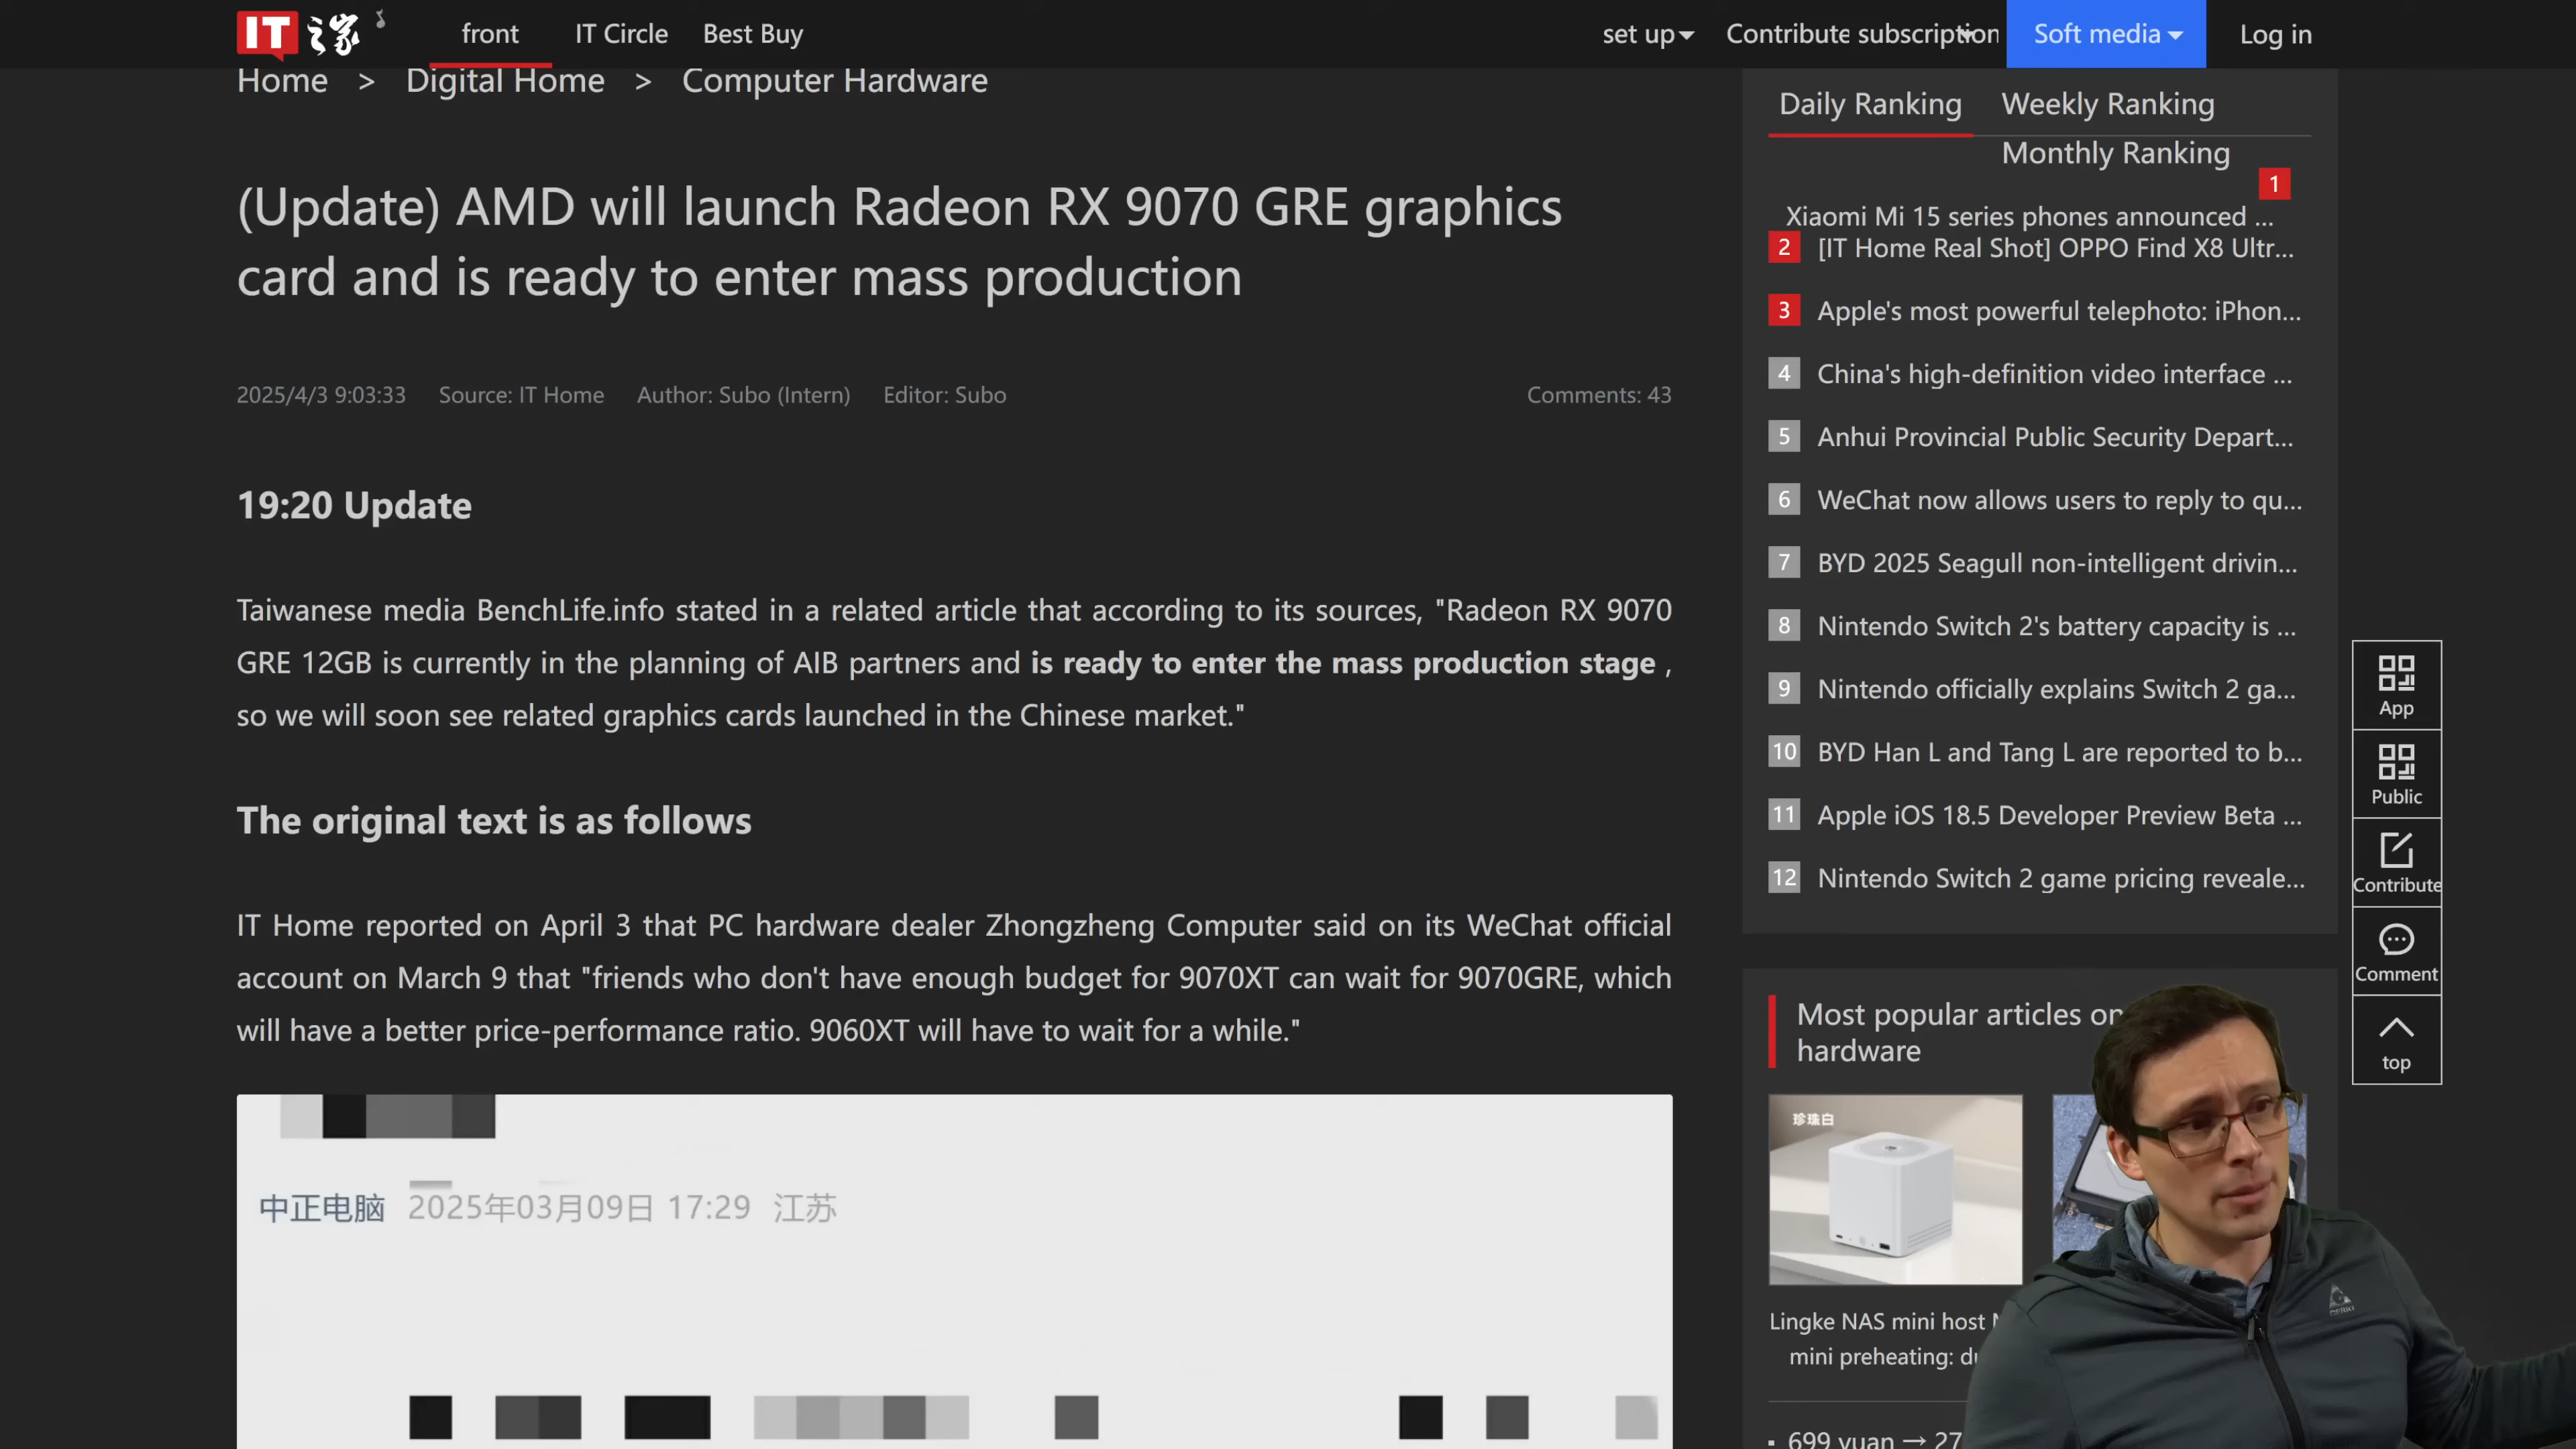 IT之家
front
IT Circle
Best Buy
set up
Contribute subscription
Soft media
Log in
Home > Digital Home > Computer Hardware
(Update) AMD will launch Radeon RX 9070 GRE graphics
card and is ready to enter mass production
2025/4/3 9:03:33 Source: IT Home Author: Subo (Intern) Editor: Subo Comments: 43
19:20 Update
Taiwanese media BenchLife.info stated in a related article that according to its sources, "Radeon RX 9070
GRE 12GB is currently in the planning of AIB partners and is ready to enter the mass production stage ,
so we will soon see related graphics cards launched in the Chinese market."
The original text is as follows
IT Home reported on April 3 that PC hardware dealer Zhongzheng Computer said on its WeChat official
account on March 9 that "friends who don't have enough budget for 9070XT can wait for 9070GRE, which
will have a better price-performance ratio. 9060XT will have to wait for a while."
中正电脑 2025年03月09日 17:29 江苏
Daily Ranking
Weekly Ranking
Monthly Ranking
1
Xiaomi Mi 15 series phones announced ...
2 [IT Home Real Shot] OPPO Find X8 Ultr...
3 Apple's most powerful telephoto: iPhon...
4 China's high-definition video interface ...
5 Anhui Provincial Public Security Depart...
6 WeChat now allows users to reply to qu...
7 BYD 2025 Seagull non-intelligent drivin...
8 Nintendo Switch 2's battery capacity is ...
9 Nintendo officially explains Switch 2 ga...
10 BYD Han L and Tang L are reported to b...
11 Apple iOS 18.5 Developer Preview Beta ...
12 Nintendo Switch 2 game pricing reveale...
Most popular articles on
hardware
珍珠白
Lingke NAS mini host
mini preheating:
699 yuan → 27
App
Public
Contribute
Comment
top